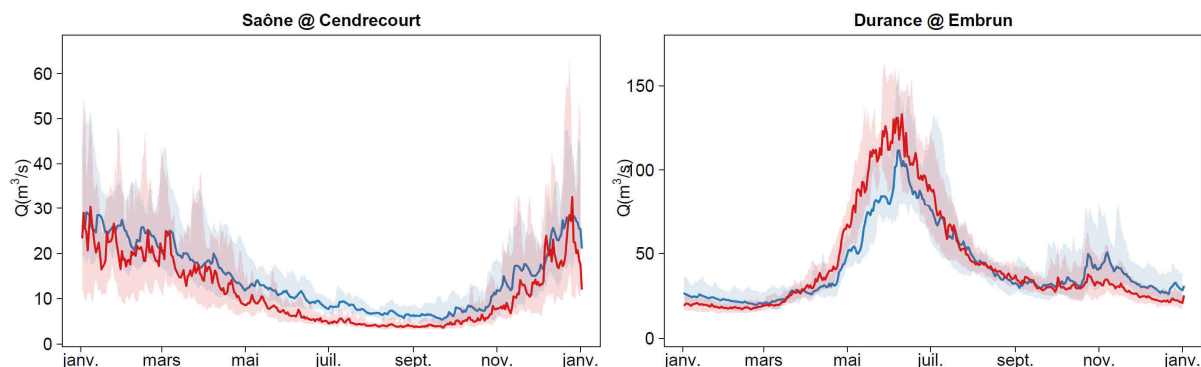 Saône @ Cendrecourt
Q(m³/s)
60
50
40
30
20
10
0
janv. mars mai juil. sept. nov. janv.
Durance @ Embrun
Q(m³/s)
150
100
50
0
janv. mars mai juil. sept. nov. janv.